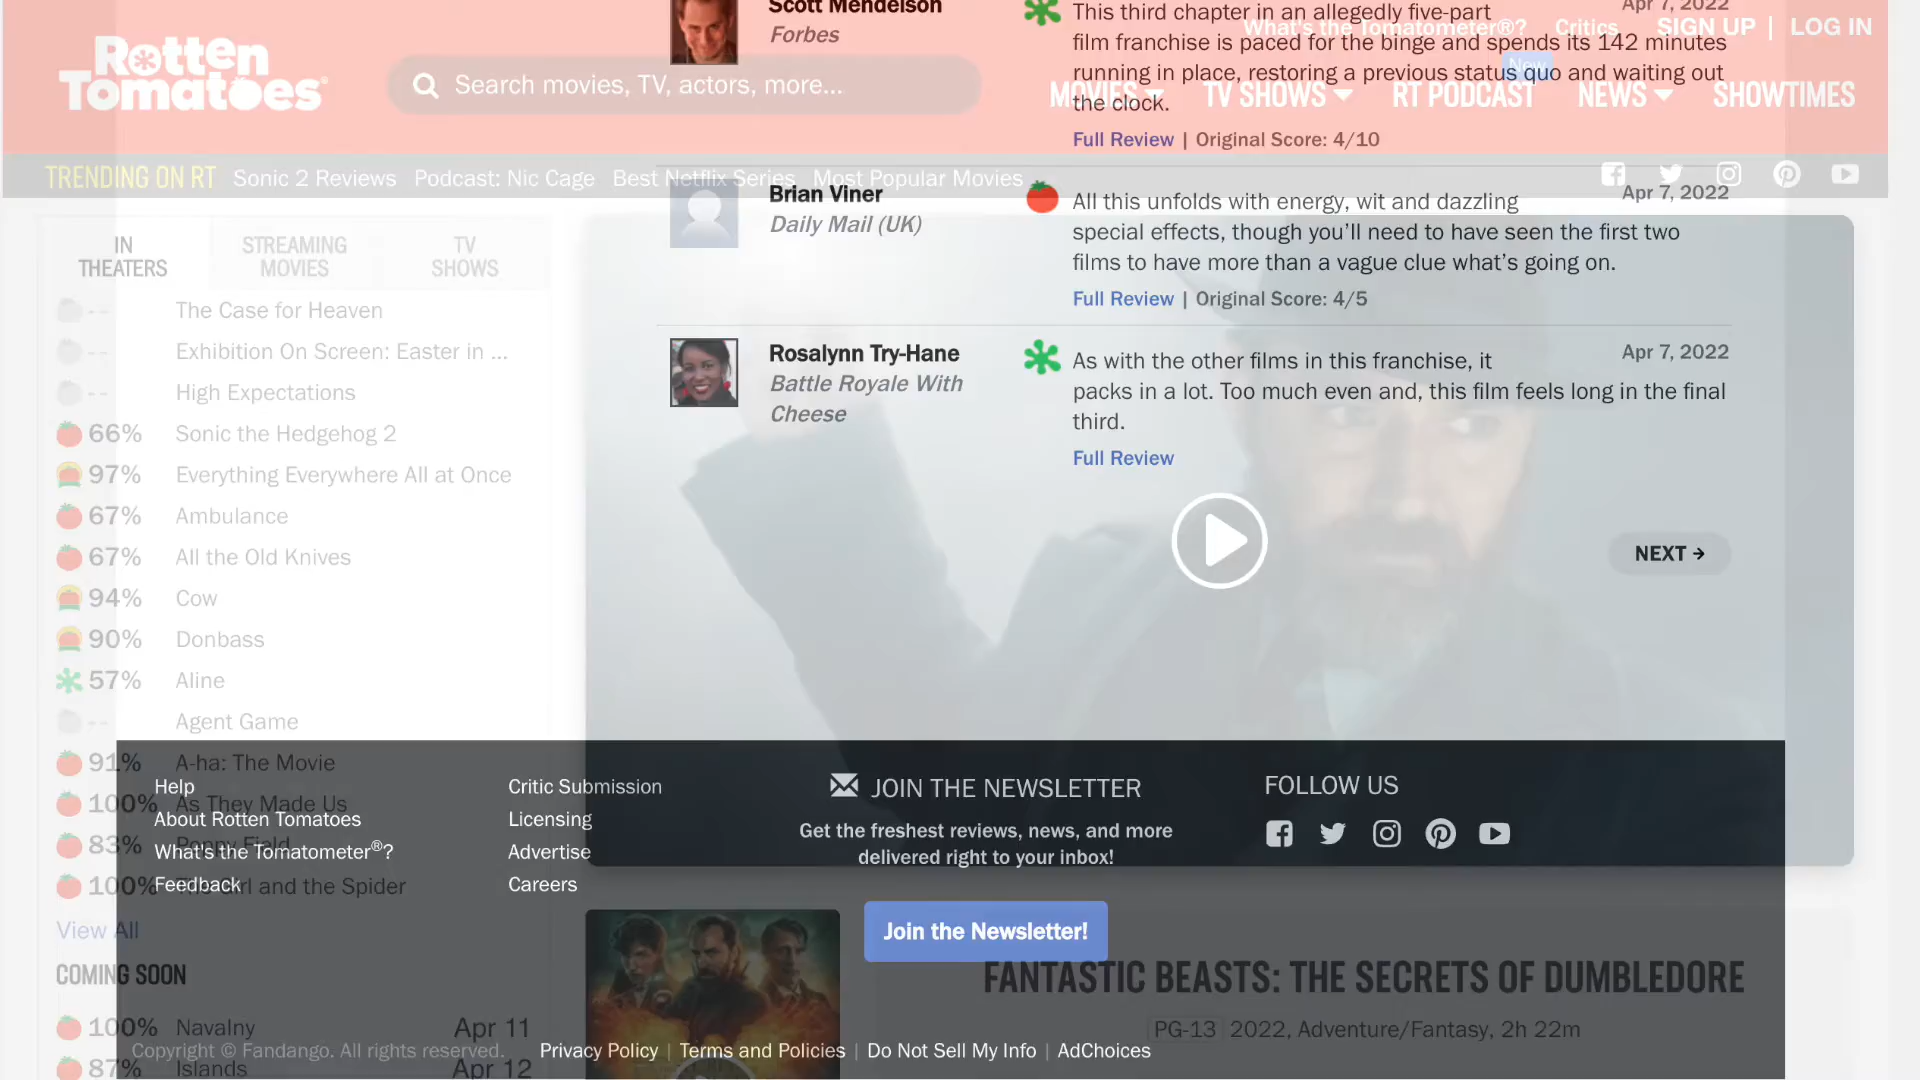 Scott Mendelson
Forbes
This third chapter in an allegedly five-part
Apr 7, 2022
film franchise is paced for the binge and spends its 142 minutes
running in place, restoring a previous status quo and waiting out
the clock.
Full Review | Original Score: 4/10
What's the Tomatometer®?
Critics
SIGN UP | LOG IN
Rotten
Tomatoes®
Search movies, TV, actors, more...
New
MOVIES
TV SHOWS
RT PODCAST
NEWS
SHOWTIMES
TRENDING ON RT
Sonic 2 Reviews
Podcast: Nic Cage
Best Netflix Series
Most Popular Movies
Brian Viner
Daily Mail (UK)
All this unfolds with energy, wit and dazzling
Apr 7, 2022
special effects, though you’ll need to have seen the first two
films to have more than a vague clue what’s going on.
Full Review | Original Score: 4/5
Rosalynn Try-Hane
Battle Royale With
Cheese
As with the other films in this franchise, it
Apr 7, 2022
packs in a lot. Too much even and, this film feels long in the final
third.
Full Review
NEXT
IN
THEATERS
STREAMING
MOVIES
TV
SHOWS
-- The Case for Heaven
-- Exhibition On Screen: Easter in ...
-- High Expectations
66% Sonic the Hedgehog 2
97% Everything Everywhere All at Once
67% Ambulance
67% All the Old Knives
94% Cow
90% Donbass
57% Aline
-- Agent Game
91% A-ha: The Movie
100% As They Made Us
83%
100% The Girl and the Spider
View All
COMING SOON
100% Navalny Apr 11
87% Islands Apr 12
Help
About Rotten Tomatoes
What's the Tomatometer®?
Feedback
Critic Submission
Licensing
Advertise
Careers
JOIN THE NEWSLETTER
Get the freshest reviews, news, and more
delivered right to your inbox!
Join the Newsletter!
FOLLOW US
FANTASTIC BEASTS: THE SECRETS OF DUMBLEDORE
PG-13 2022, Adventure/Fantasy, 2h 22m
Copyright © Fandango. All rights reserved.
Privacy Policy | Terms and Policies | Do Not Sell My Info | AdChoices